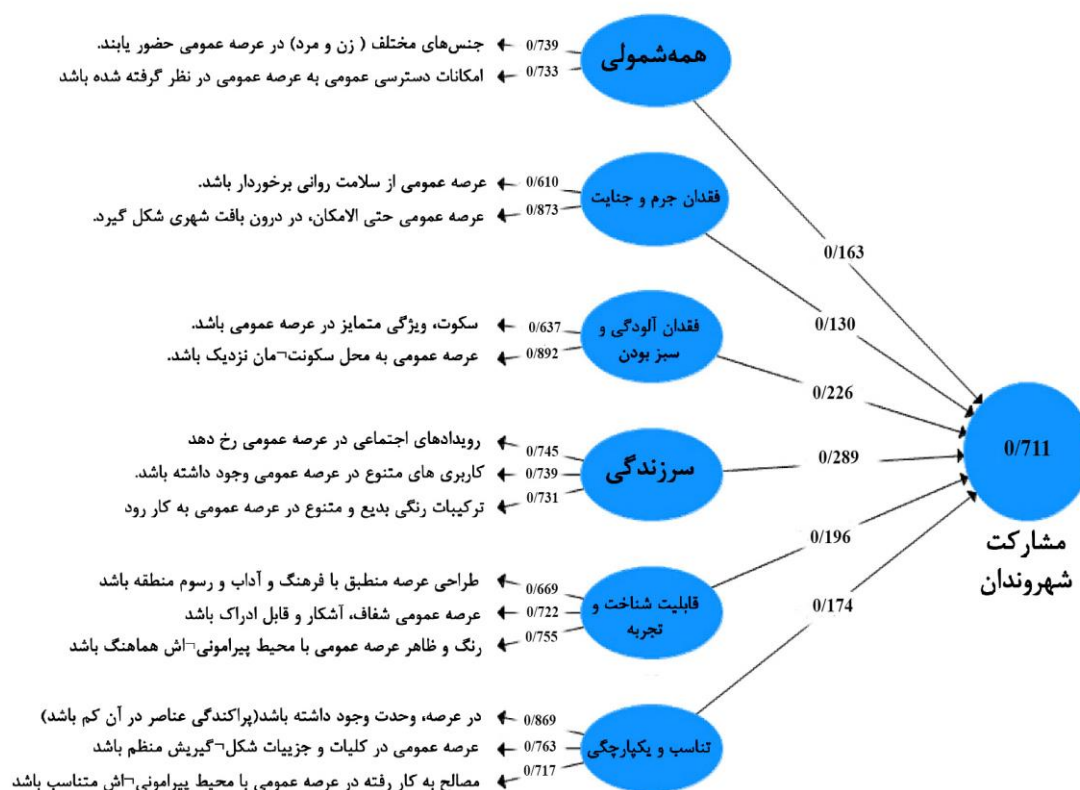 همه‌شمولی
0/739 جنس‌های مختلف ( زن و مرد) در عرصه عمومی حضور یابند.
0/733 امکانات دسترسی عمومی به عرصه عمومی در نظر گرفته شده باشد
0/163
فقدان جرم و جنایت
0/610 عرصه عمومی از سلامت روانی برخوردار باشد.
0/873 عرصه عمومی حتی الامکان، در درون بافت شهری شکل گیرد.
0/130
فقدان آلودگی و
سبز بودن
0/637 سکوت، ویژگی متمایز در عرصه عمومی باشد.
0/892 عرصه عمومی به محل سکونت¬مان نزدیک باشد.
0/226
سرزندگی
0/745 رویدادهای اجتماعی در عرصه عمومی رخ دهد
0/739 کاربری های متنوع در عرصه عمومی وجود داشته باشد.
0/731 ترکیبات رنگی بدیع و متنوع در عرصه عمومی به کار رود
0/289
قابلیت شناخت و
تجربه
0/669 طراحی عرصه منطبق با فرهنگ و آداب و رسوم منطقه باشد
0/722 عرصه عمومی شفاف، آشکار و قابل ادراک باشد
0/755 رنگ و ظاهر عرصه عمومی با محیط پیرامونی¬اش هماهنگ باشد
0/196
تناسب و یکپارچگی
0/869 در عرصه، وحدت وجود داشته باشد(پراکندگی عناصر در آن کم باشد)
0/763 عرصه عمومی در کلیات و جزییات شکل¬گیریش منظم باشد
0/717 مصالح به کار رفته در عرصه عمومی با محیط پیرامونی¬اش متناسب باشد
0/174
0/711
مشارکت
شهروندان